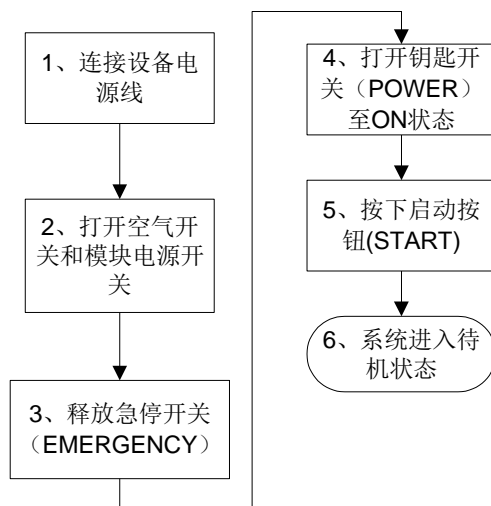 1、连接设备电
源线
2、打开空气开
关和模块电源开
关
3、释放急停开关
（EMERGENCY）
4、打开钥匙开
关（POWER）
至ON状态
5、按下启动按
钮(START)
6、系统进入待
机状态